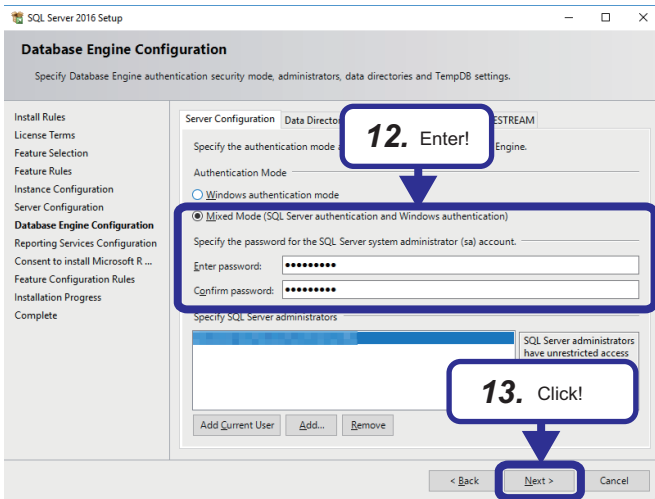 SQL Server 2016 Setup
Database Engine Configuration
Specify Database Engine authentication security mode, administrators, data directories and TempDB settings.
Install Rules
License Terms
Feature Selection
Feature Rules
Instance Configuration
Server Configuration
Database Engine Configuration
Reporting Services Configuration
Consent to install Microsoft R ...
Feature Configuration Rules
Installation Progress
Complete
Server Configuration Data Director ESTREAM
12. Enter!
Specify the authentication mode a Engine.
Authentication Mode
Windows authentication mode
Mixed Mode (SQL Server authentication and Windows authentication)
Specify the password for the SQL Server system administrator (sa) account.
Enter password: •••••••••
Confirm password: •••••••••
Specify SQL Server administrators
SQL Server administrators
have unrestricted access
13. Click!
Add Current User Add... Remove
< Back Next > Cancel